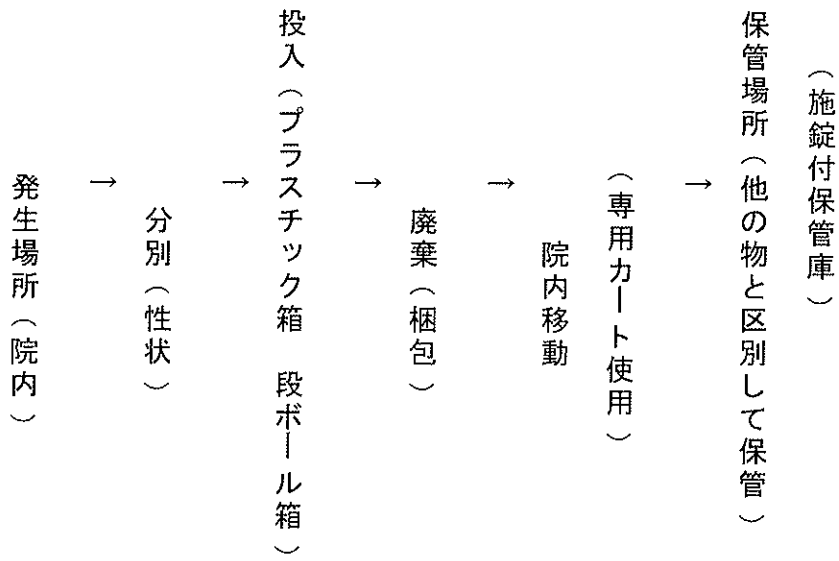 発生場所（院内）
→
分別（性状）
→
投入（プラスチック箱　段ボール箱）
→
廃棄（梱包）
→
院内移動
（専用カート使用）
→
保管場所（他の物と区別して保管）
（施錠付保管庫）